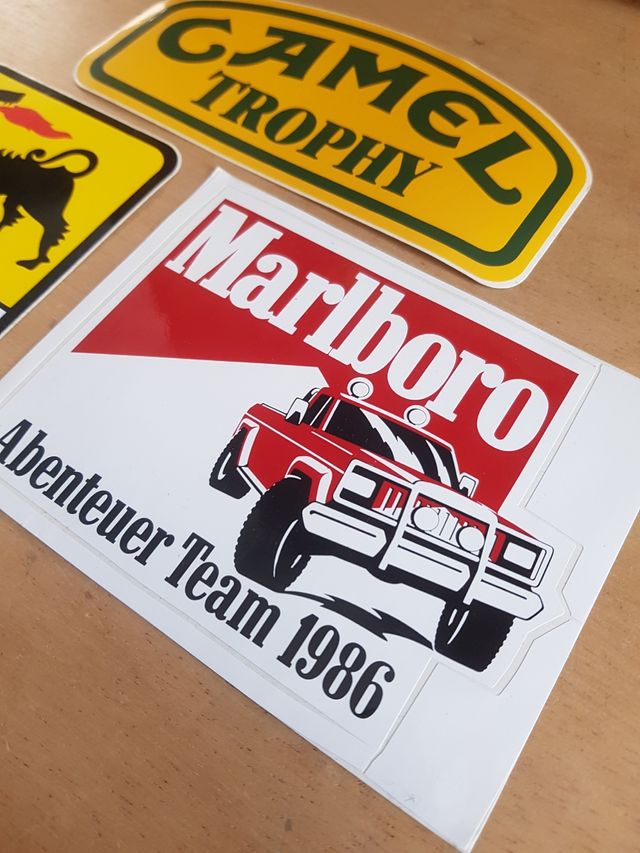 CAMEL
TROPHY
Marlboro
Abenteuer Team 1986